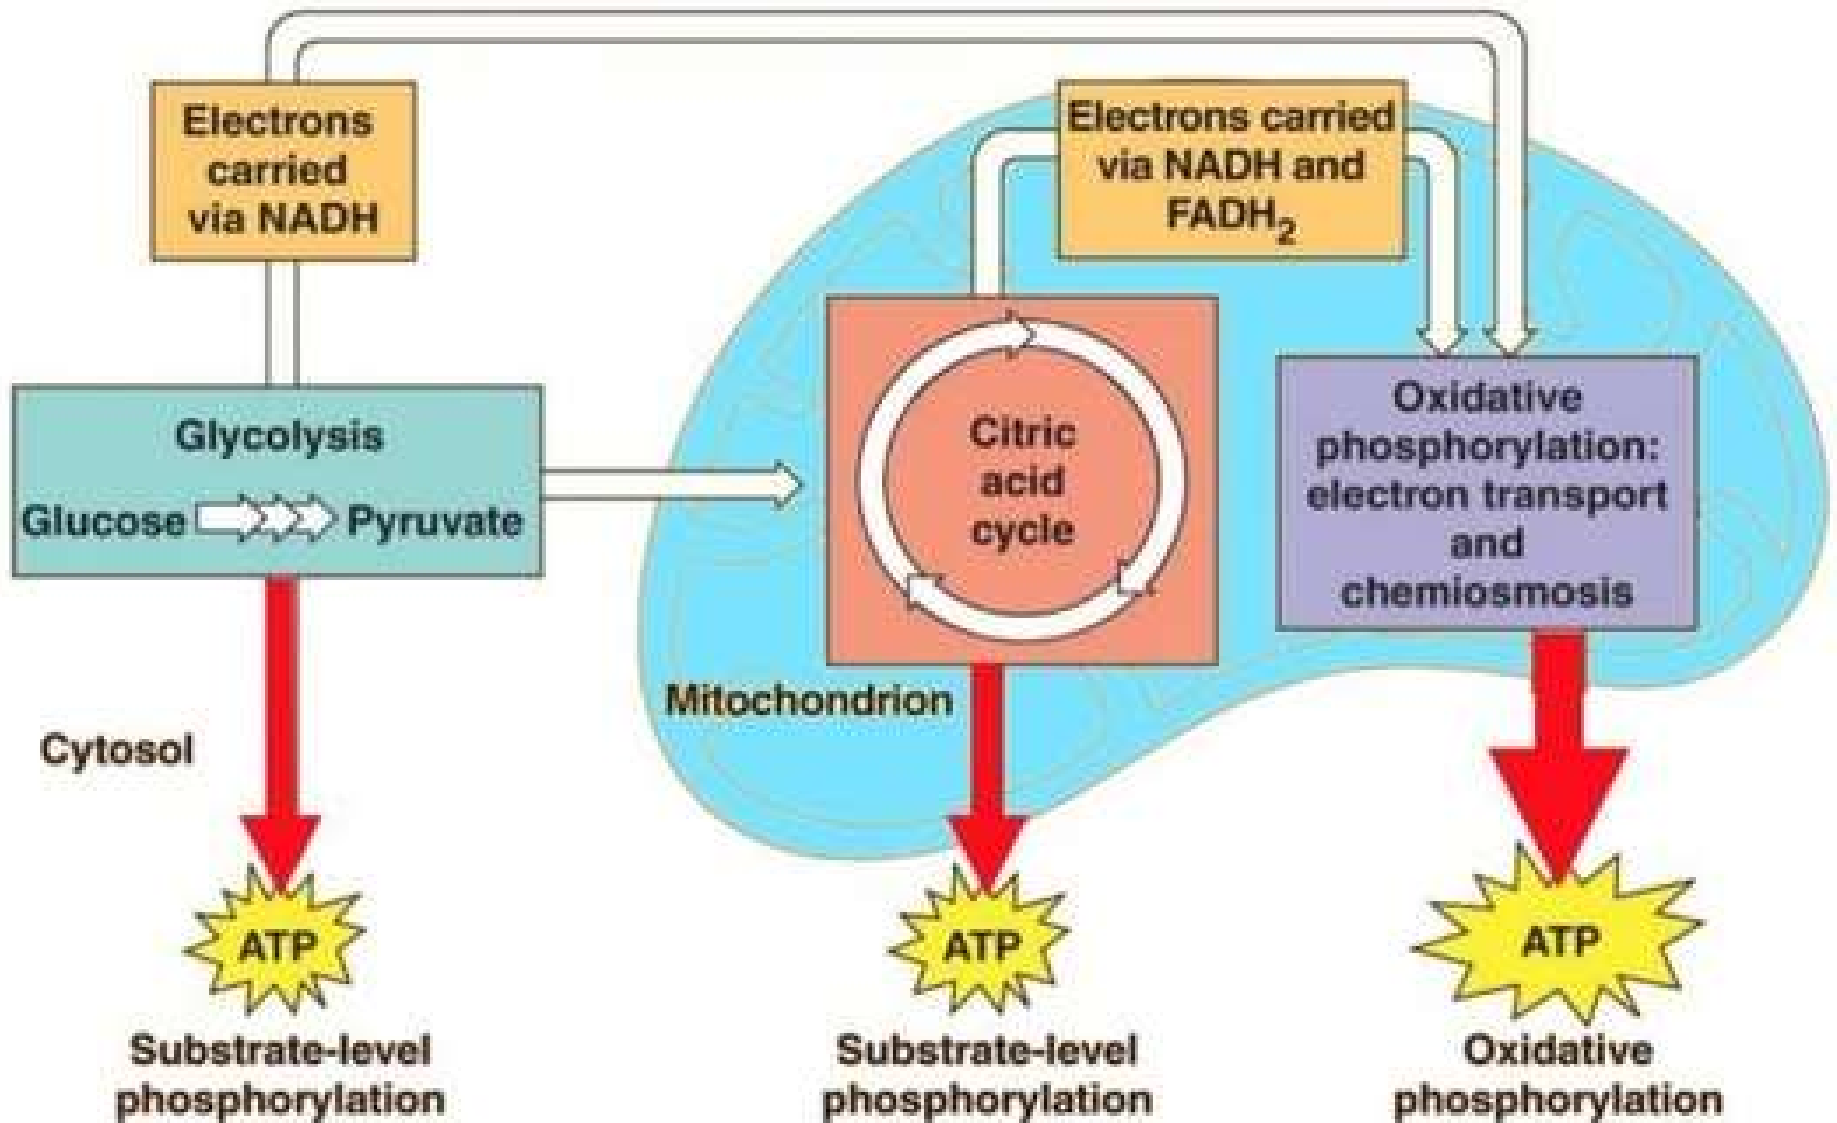 Electrons
carried
via NADH
Electrons carried
via NADH and
FADH2
Glycolysis
Glucose Pyruvate
Citric
acid
cycle
Oxidative
phosphorylation:
electron transport
and
chemiosmosis
Mitochondrion
Cytosol
ATP
ATP
ATP
Substrate-level
phosphorylation
Substrate-level
phosphorylation
Oxidative
phosphorylation